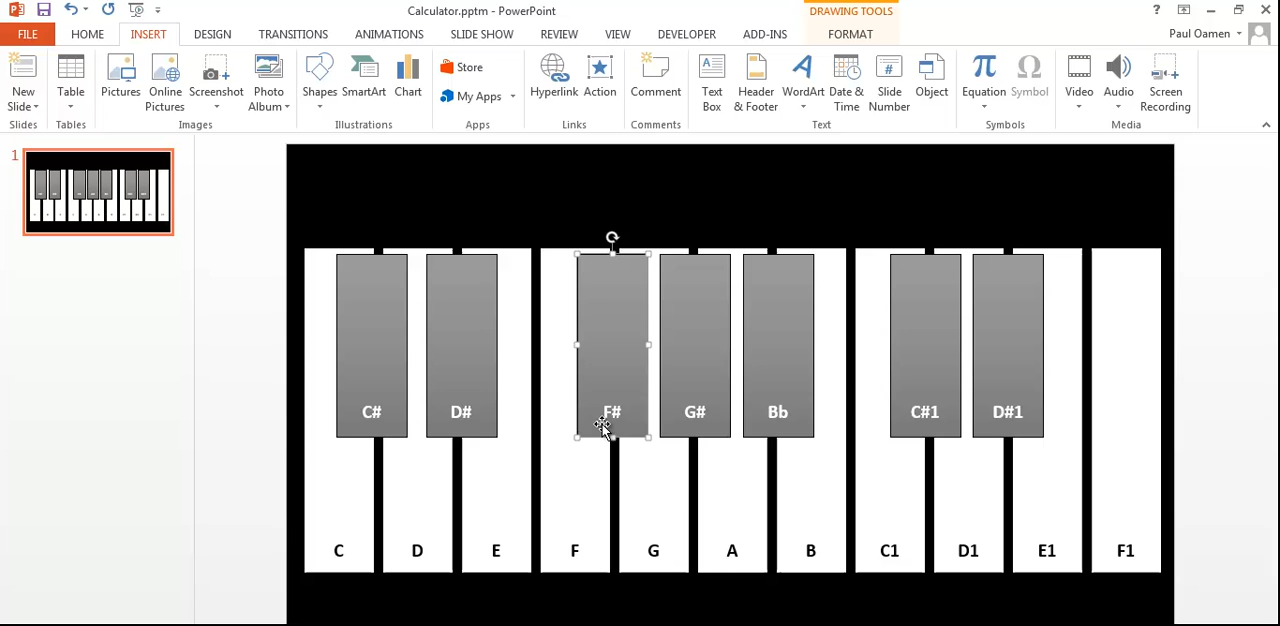 Calculator.pptm - PowerPoint
DRAWING TOOLS
?
FILE HOME INSERT DESIGN TRANSITIONS ANIMATIONS SLIDE SHOW REVIEW VIEW DEVELOPER ADD-INS FORMAT
Paul Oamen
New Slide
Table
Pictures
Online Pictures
Screenshot
Photo Album
Shapes
SmartArt
Chart
Store
My Apps
Hyperlink
Action
Comment
Text Box
Header & Footer
WordArt
Date & Time
Slide Number
Object
Equation
Symbol
Video
Audio
Screen Recording
Slides Tables Images Illustrations Apps Links Comments Text Symbols Media
1
C# D# F# G# Bb C#1 D#1
C D E F G A B C1 D1 E1 F1